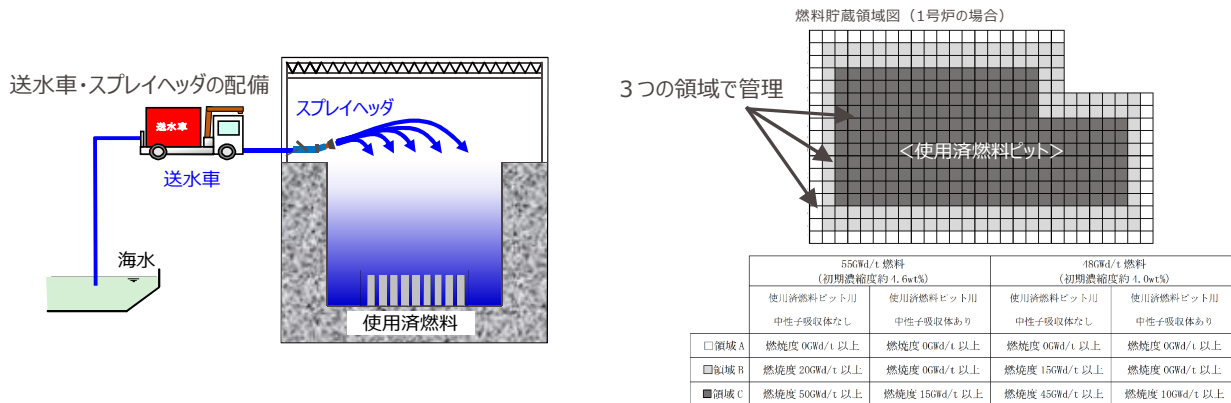 送水車・スプレイヘッダの配備
送水車
送水車
スプレイヘッダ
海水
使用済燃料
燃料貯蔵領域図(1号炉の場合)
3つの領域で管理
<使用済燃料ピット>
55GWd/t 燃料
(初期濃縮度約 4.6wt%)
48GWd/t 燃料
(初期濃縮度約 4.0wt%)
使用済燃料ピット用
中性子吸収体なし
使用済燃料ピット用
中性子吸収体あり
使用済燃料ピット用
中性子吸収体なし
使用済燃料ピット用
中性子吸収体あり
□領域 A 燃焼度 0GWd/t 以上 燃焼度 0GWd/t 以上 燃焼度 0GWd/t 以上 燃焼度 0GWd/t 以上
領域 B 燃焼度 20GWd/t 以上 燃焼度 0GWd/t 以上 燃焼度 15GWd/t 以上 燃焼度 0GWd/t 以上
■領域 C 燃焼度 50GWd/t 以上 燃焼度 15GWd/t 以上 燃焼度 45GWd/t 以上 燃焼度 10GWd/t 以上